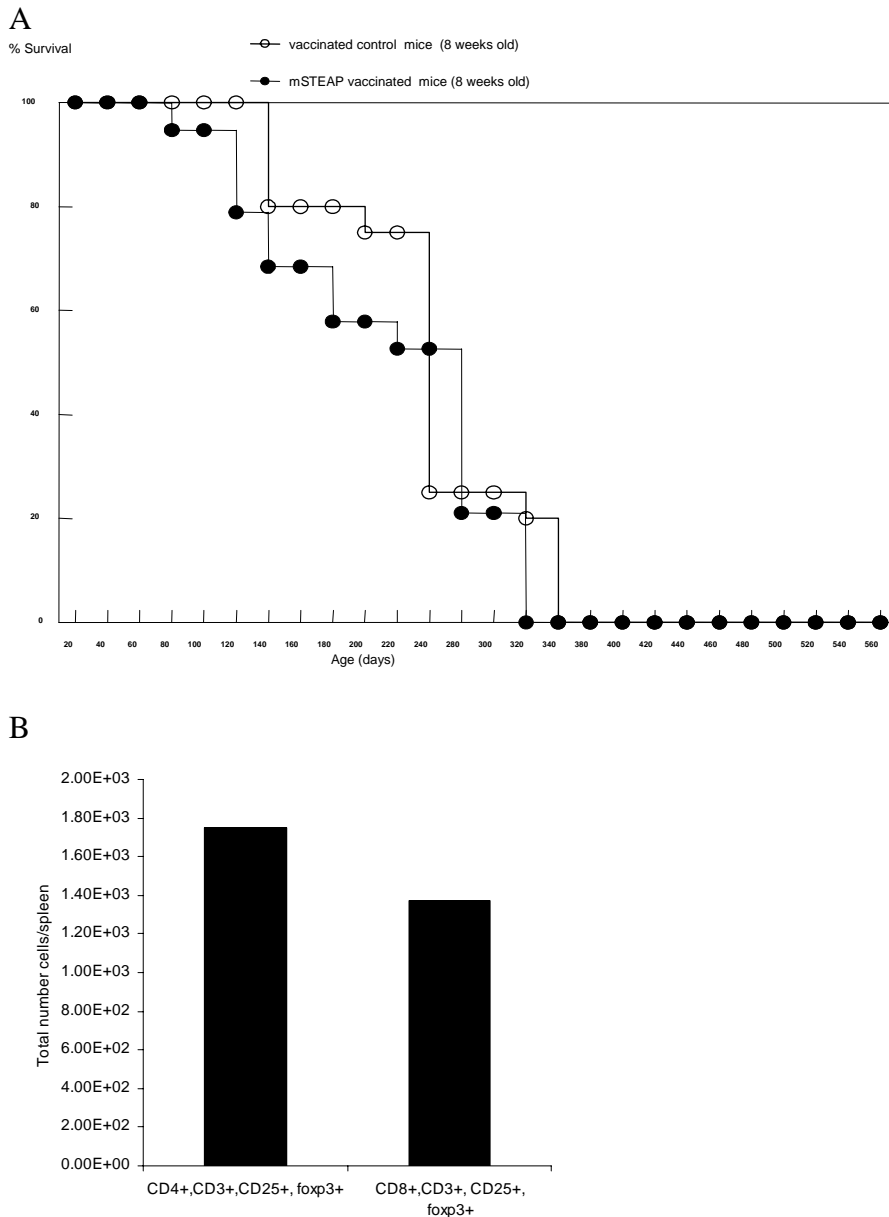 A
% Survival
vaccinated control mice (8 weeks old)
mSTEAP vaccinated mice (8 weeks old)
100
80
60
40
20
0
20 40 60 80 100 120 140 160 180 200 220 240 280 300 320 340 380 400 420 440 460 480 500 520 540 560
Age (days)
B
Total number cells/spleen
2.00E+03
1.80E+03
1.60E+03
1.40E+03
1.20E+03
1.00E+03
8.00E+02
6.00E+02
4.00E+02
2.00E+02
0.00E+00
CD4+,CD3+,CD25+, foxp3+
CD8+,CD3+, CD25+,
foxp3+